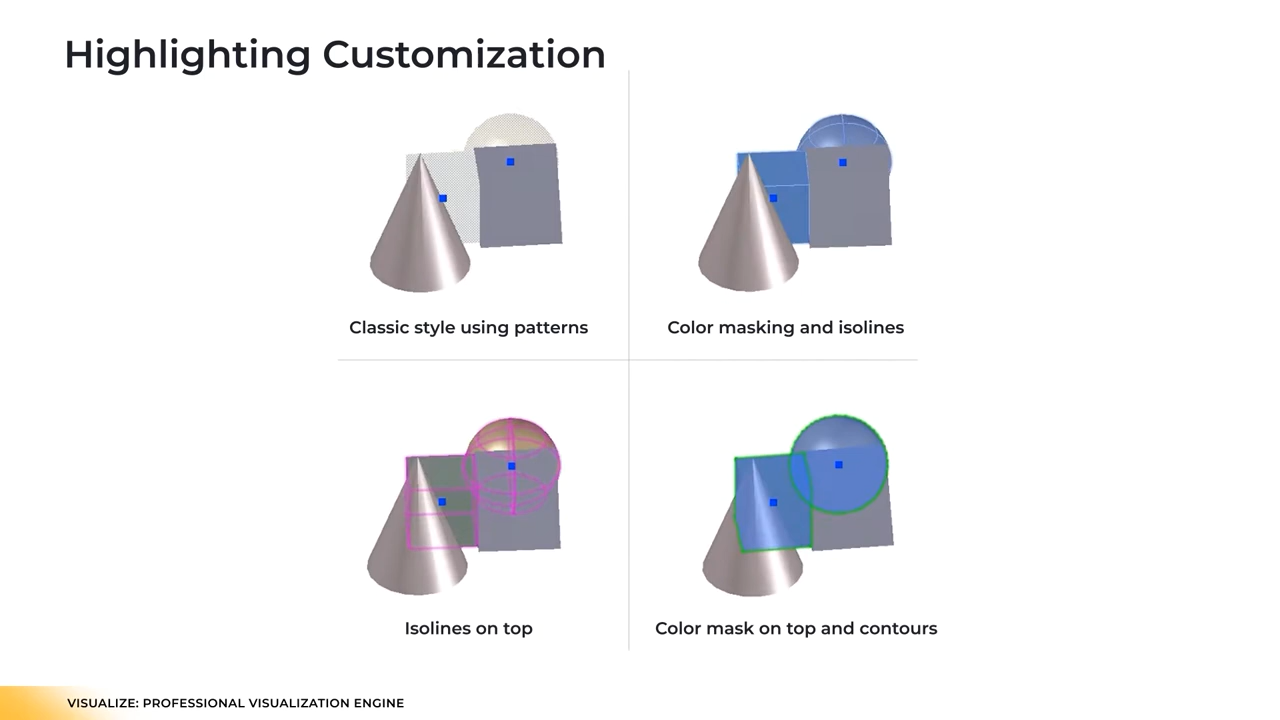 Highlighting Customization
Classic style using patterns
Color masking and isolines
Isolines on top
Color mask on top and contours
VISUALIZE: PROFESSIONAL VISUALIZATION ENGINE